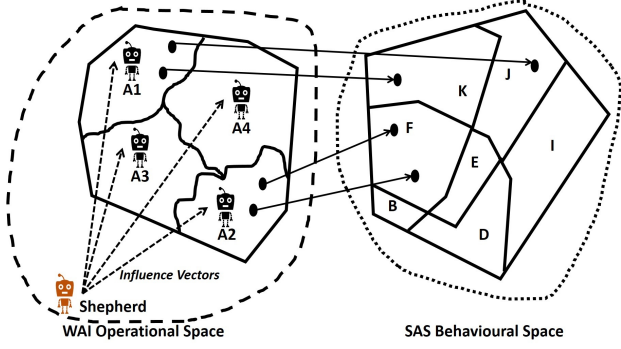 A1
A4
A3
A2
Influence Vectors
Shepherd
WAI Operational Space
J
K
F
I
E
B
D
SAS Behavioural Space